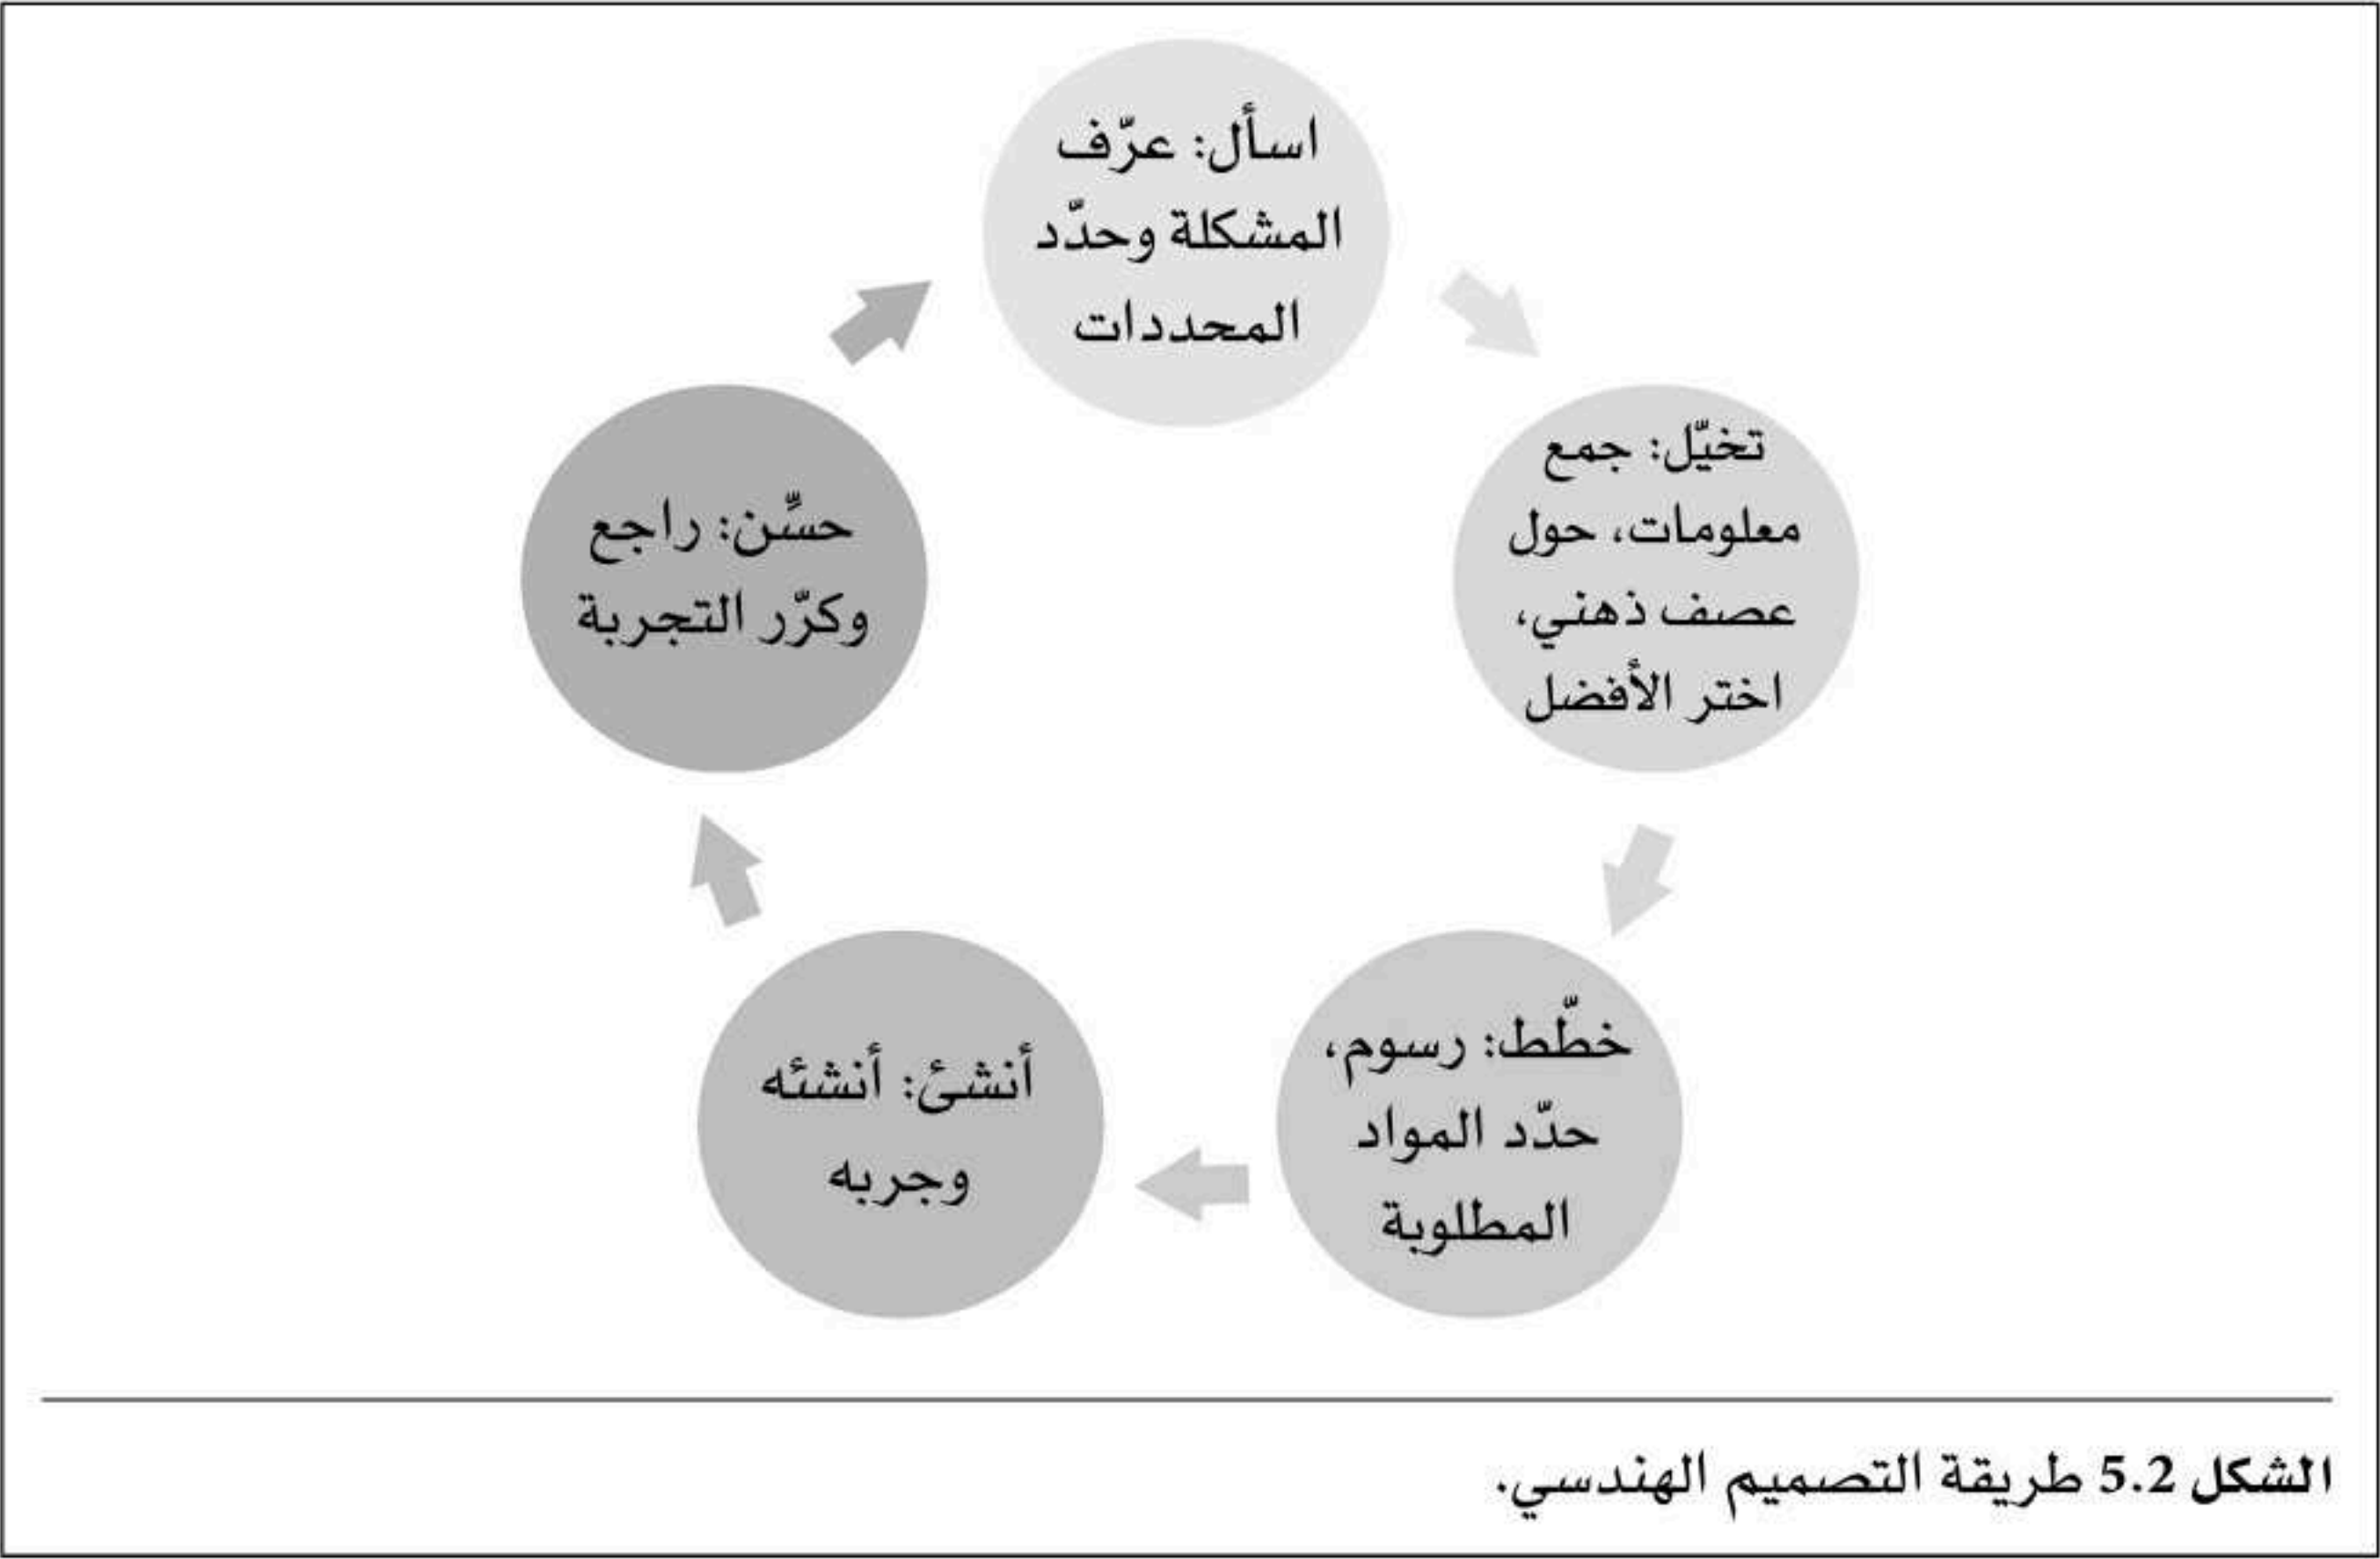 اسأل: عرّف
المشكلة وحدّد
المحددات
تخيّل: جمع
معلومات، حول
عصف ذهني،
اختر الأفضل
خطّط: رسوم،
حدّد المواد
المطلوبة
أنشئ: أنشئه
وجربه
حسِّن: راجع
وكرّر التجربة
الشكل 5.2 طريقة التصميم الهندسي.